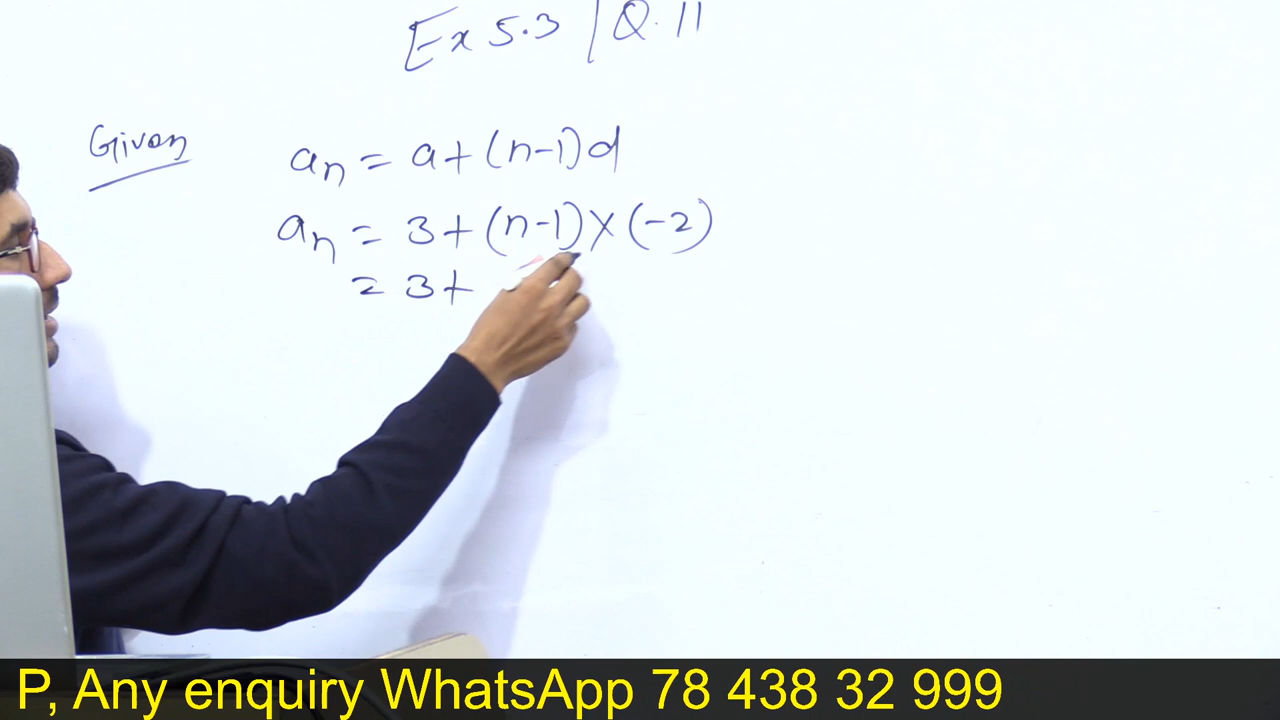 Ex 5.3 / Q.11
Given
aₙ = a + (n-1)d
aₙ = 3 + (n-1) × (-2)
= 3 +
P, Any enquiry WhatsApp 78 438 32 999